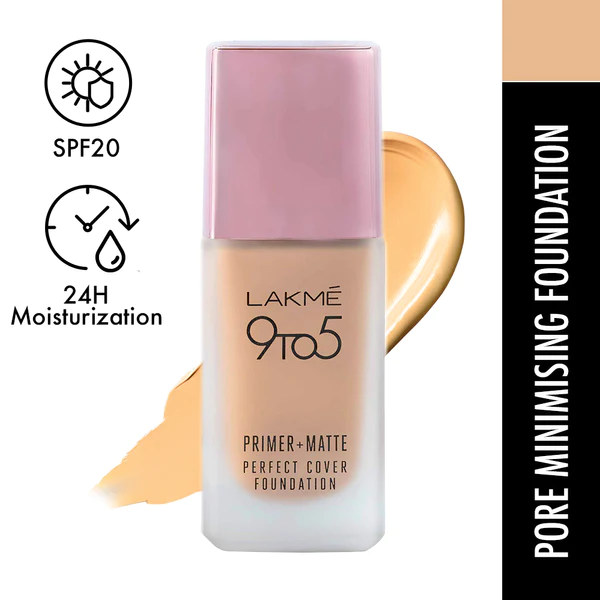 SPF20
24H
Moisturization
LAKMÉ
9TO5
PRIMER+MATTE
PERFECT COVER
FOUNDATION
PORE MINIMISING FOUNDATION